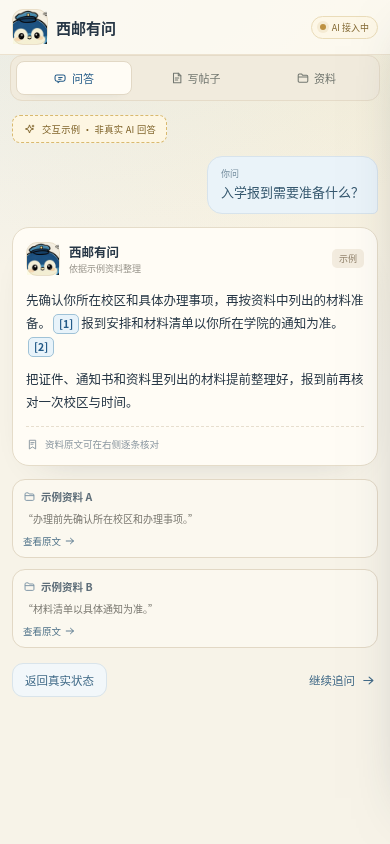 西邮有问
AI 接入中
问答
写帖子
资料
交互示例 · 非真实 AI 回答
你问
入学报到需要准备什么？
西邮有问
依据示例资料整理
示例
先确认你所在校区和具体办理事项，再按资料中列出的材料准
备。 [1] 报到安排和材料清单以你所在学院的通知为准。
[2]
把证件、通知书和资料里列出的材料提前整理好，报到前再核
对一次校区与时间。
资料原文可在右侧逐条核对
示例资料 A
“办理前先确认所在校区和办理事项。”
查看原文 →
示例资料 B
“材料清单以具体通知为准。”
查看原文 →
返回真实状态
继续追问 →